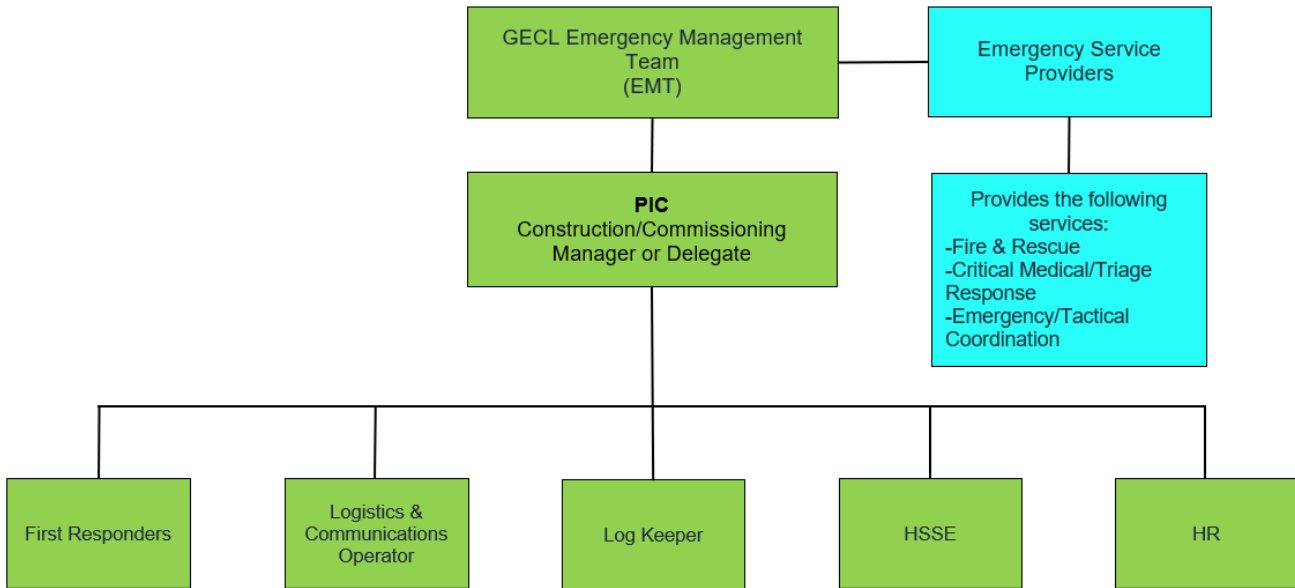 GECL Emergency Management
Team
(EMT)
Emergency Service
Providers
PIC
Construction/Commissioning
Manager or Delegate
Provides the following
services:
-Fire & Rescue
-Critical Medical/Triage
Response
-Emergency/Tactical
Coordination
First Responders
Logistics &
Communications
Operator
Log Keeper
HSSE
HR